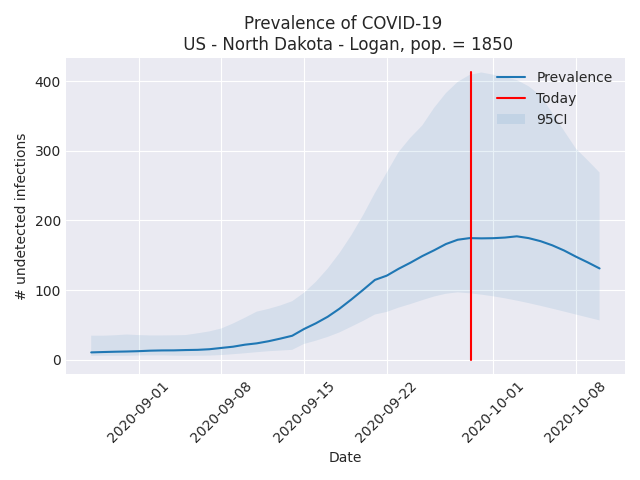 Prevalence of COVID-19
US - North Dakota - Logan, pop. = 1850
Prevalence
Today
95CI
# undetected infections
400
300
200
100
0
2020-09-01
2020-09-08
2020-09-15
2020-09-22
2020-10-01
2020-10-08
Date